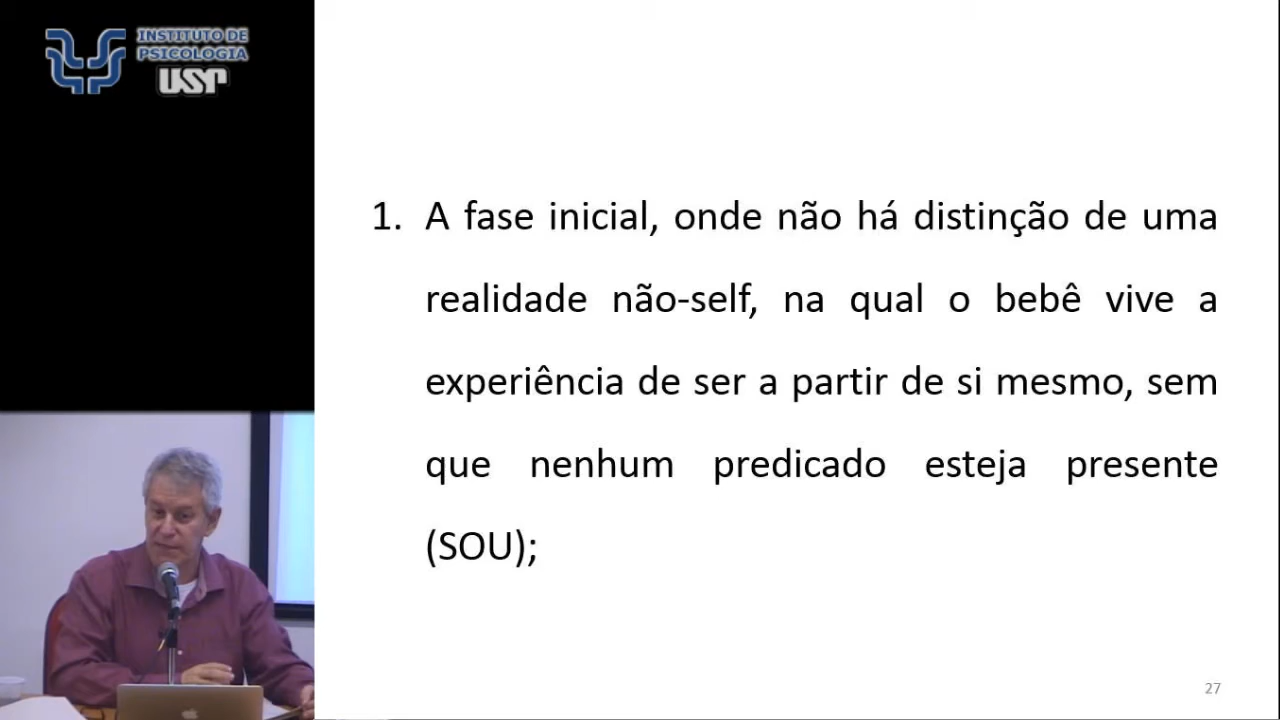 INSTITUTO DE
PSICOLOGIA
USP
1. A fase inicial, onde não há distinção de uma
realidade não-self, na qual o bebê vive a
experiência de ser a partir de si mesmo, sem
que nenhum predicado esteja presente
(SOU);
27